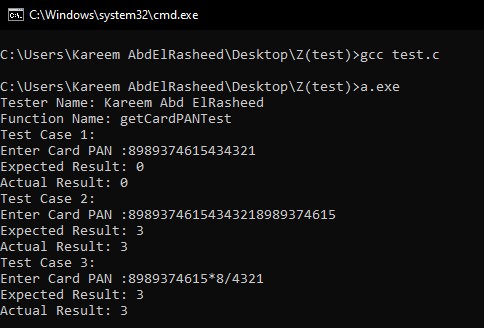 C:\Windows\system32\cmd.exe
C:\Users\Kareem AbdElRasheed\Desktop\Z(test)>gcc test.c
C:\Users\Kareem AbdElRasheed\Desktop\Z(test)>a.exe
Tester Name: Kareem Abd ElRasheed
Function Name: getCardPANTest
Test Case 1:
Enter Card PAN :8989374615434321
Expected Result: 0
Actual Result: 0
Test Case 2:
Enter Card PAN :89893746154343218989374615
Expected Result: 3
Actual Result: 3
Test Case 3:
Enter Card PAN :8989374615*8/4321
Expected Result: 3
Actual Result: 3